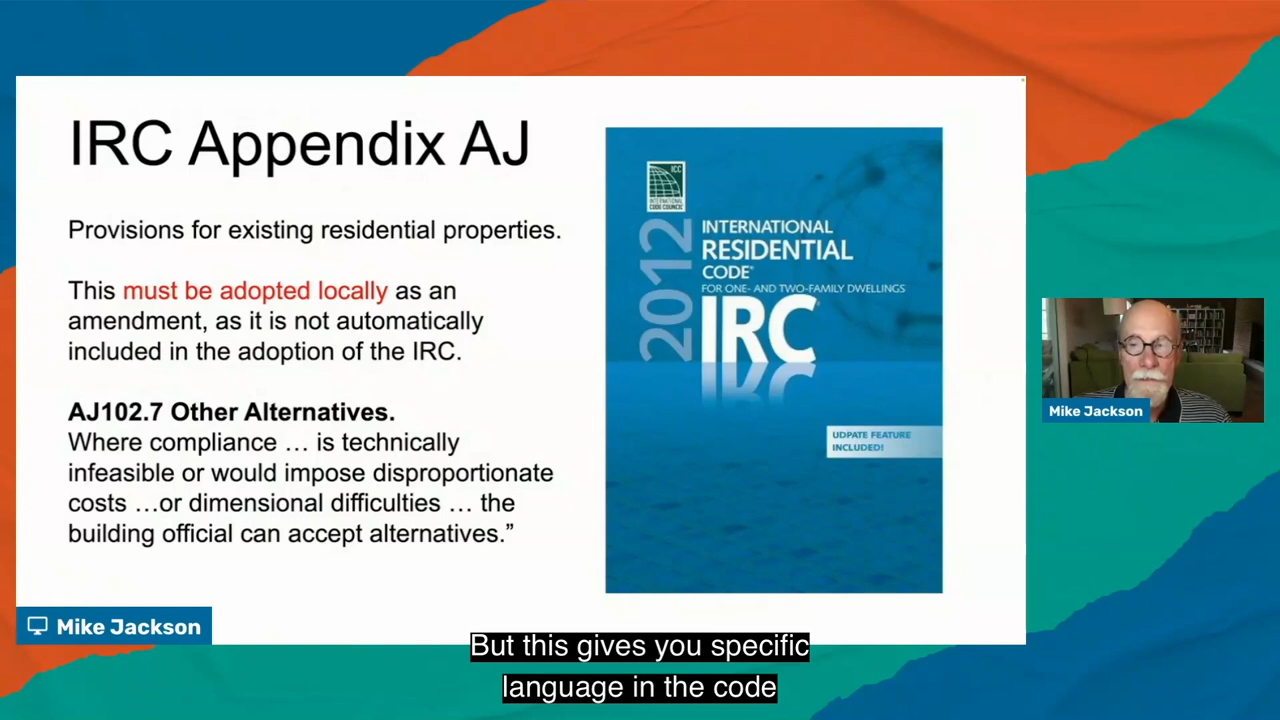 IRC Appendix AJ
Provisions for existing residential properties.
This must be adopted locally as an
amendment, as it is not automatically
included in the adoption of the IRC.
AJ102.7 Other Alternatives.
Where compliance … is technically
infeasible or would impose disproportionate
costs …or dimensional difficulties … the
building official can accept alternatives.”
ICC
INTERNATIONAL
CODE COUNCIL
2012
INTERNATIONAL
RESIDENTIAL
CODE®
FOR ONE- AND TWO-FAMILY DWELLINGS
IRC®
UDPATE FEATURE
INCLUDED!
Mike Jackson
Mike Jackson
But this gives you specific
language in the code